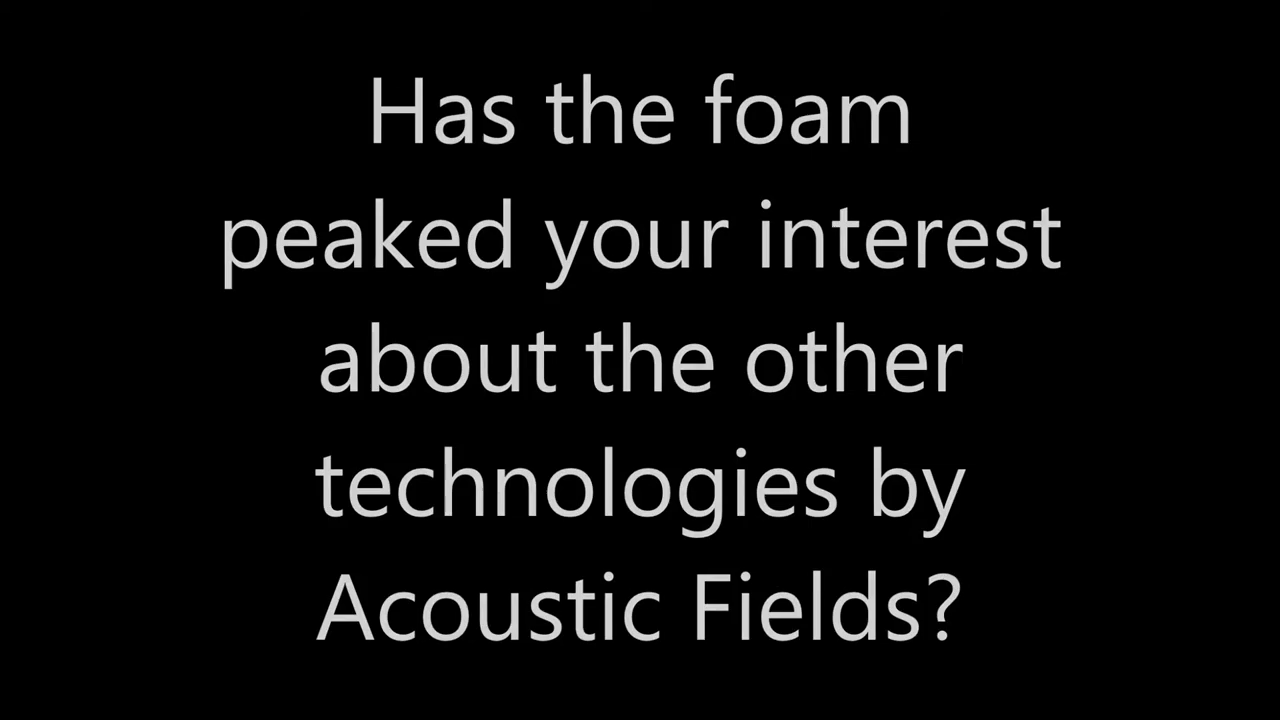 Has the foam
peaked your interest
about the other
technologies by
Acoustic Fields?